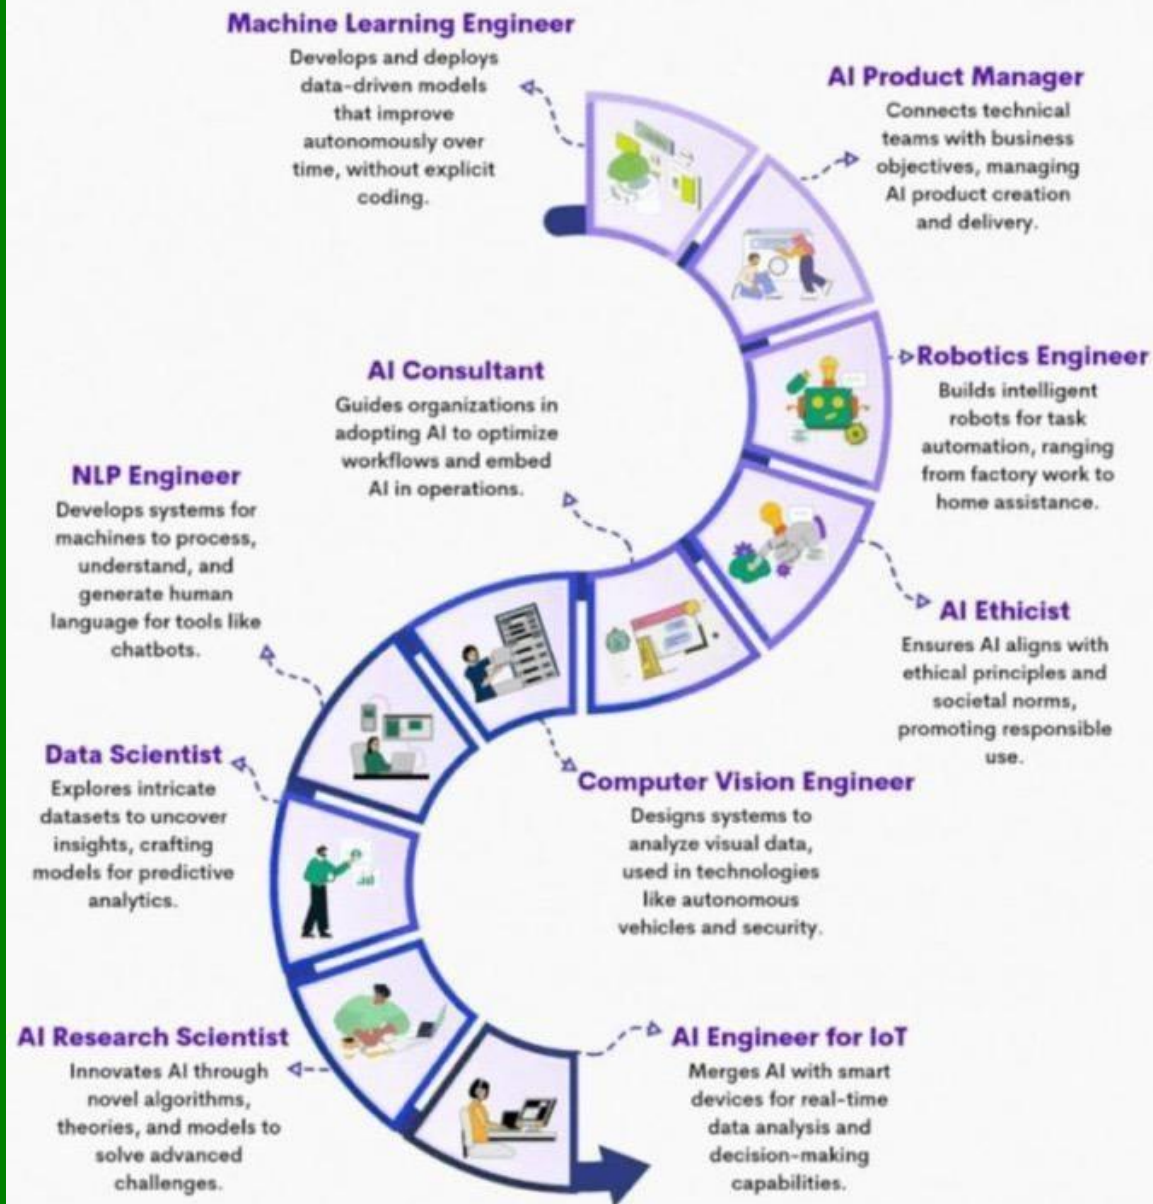 Machine Learning Engineer
Develops and deploys
data-driven models
that improve
autonomously over
time, without explicit
coding.
AI Product Manager
Connects technical
teams with business
objectives, managing
AI product creation
and delivery.
Robotics Engineer
Builds intelligent
robots for task
automation, ranging
from factory work to
home assistance.
AI Ethicist
Ensures AI aligns with
ethical principles and
societal norms,
promoting responsible
use.
AI Consultant
Guides organizations in
adopting AI to optimize
workflows and embed
AI in operations.
Computer Vision Engineer
Designs systems to
analyze visual data,
used in technologies
like autonomous
vehicles and security.
NLP Engineer
Develops systems for
machines to process,
understand, and
generate human
language for tools like
chatbots.
Data Scientist
Explores intricate
datasets to uncover
insights, crafting
models for predictive
analytics.
AI Research Scientist
Innovates AI through
novel algorithms,
theories, and models to
solve advanced
challenges.
AI Engineer for IoT
Merges AI with smart
devices for real-time
data analysis and
decision-making
capabilities.